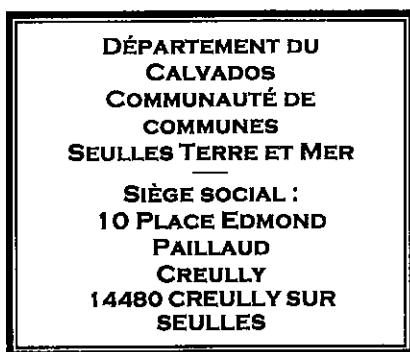 DÉPARTEMENT DU
CALVADOS
COMMUNAUTÉ DE
COMMUNES
SEULLES TERRE ET MER
SIÈGE SOCIAL :
10 PLACE EDMOND
PAILLAUD
CREULLY
14480 CREULLY SUR
SEULLES